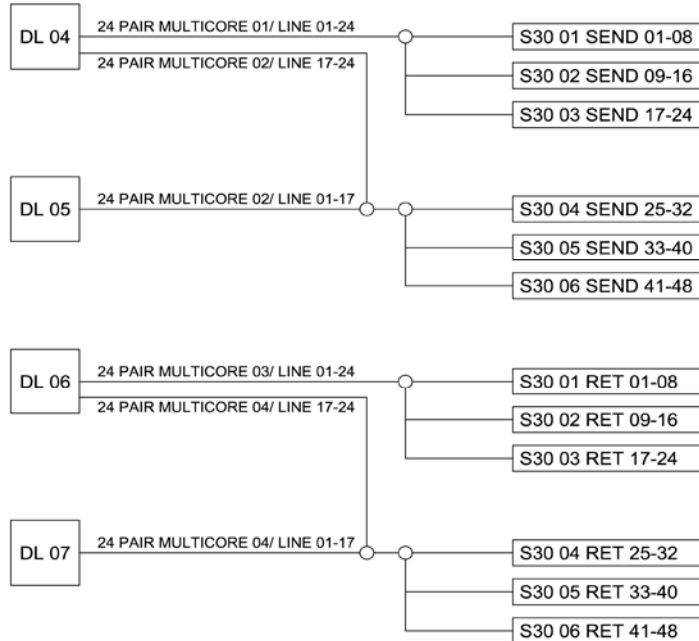 DL 04
24 PAIR MULTICORE 01/ LINE 01-24
24 PAIR MULTICORE 02/ LINE 17-24
S30 01 SEND 01-08
S30 02 SEND 09-16
S30 03 SEND 17-24
DL 05
24 PAIR MULTICORE 02/ LINE 01-17
S30 04 SEND 25-32
S30 05 SEND 33-40
S30 06 SEND 41-48
DL 06
24 PAIR MULTICORE 03/ LINE 01-24
24 PAIR MULTICORE 04/ LINE 17-24
S30 01 RET 01-08
S30 02 RET 09-16
S30 03 RET 17-24
DL 07
24 PAIR MULTICORE 04/ LINE 01-17
S30 04 RET 25-32
S30 05 RET 33-40
S30 06 RET 41-48